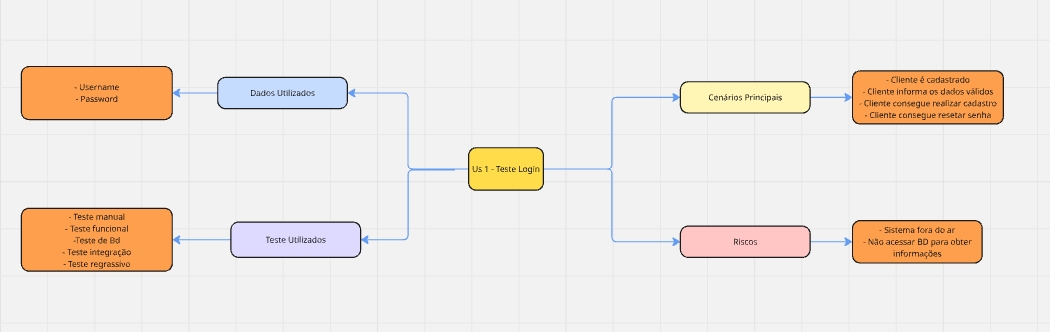 - Username
- Password
Dados Utilizados
Us 1 - Teste Login
Cenários Principais
- Cliente é cadastrado
- Cliente informa os dados válidos
- Cliente consegue realizar cadastro
- Cliente consegue resetar senha
- Teste manual
- Teste funcional
-Teste de Bd
- Teste integração
- Teste regressivo
Teste Utilizados
Riscos
- Sistema fora do ar
- Não acessar BD para obter
informações